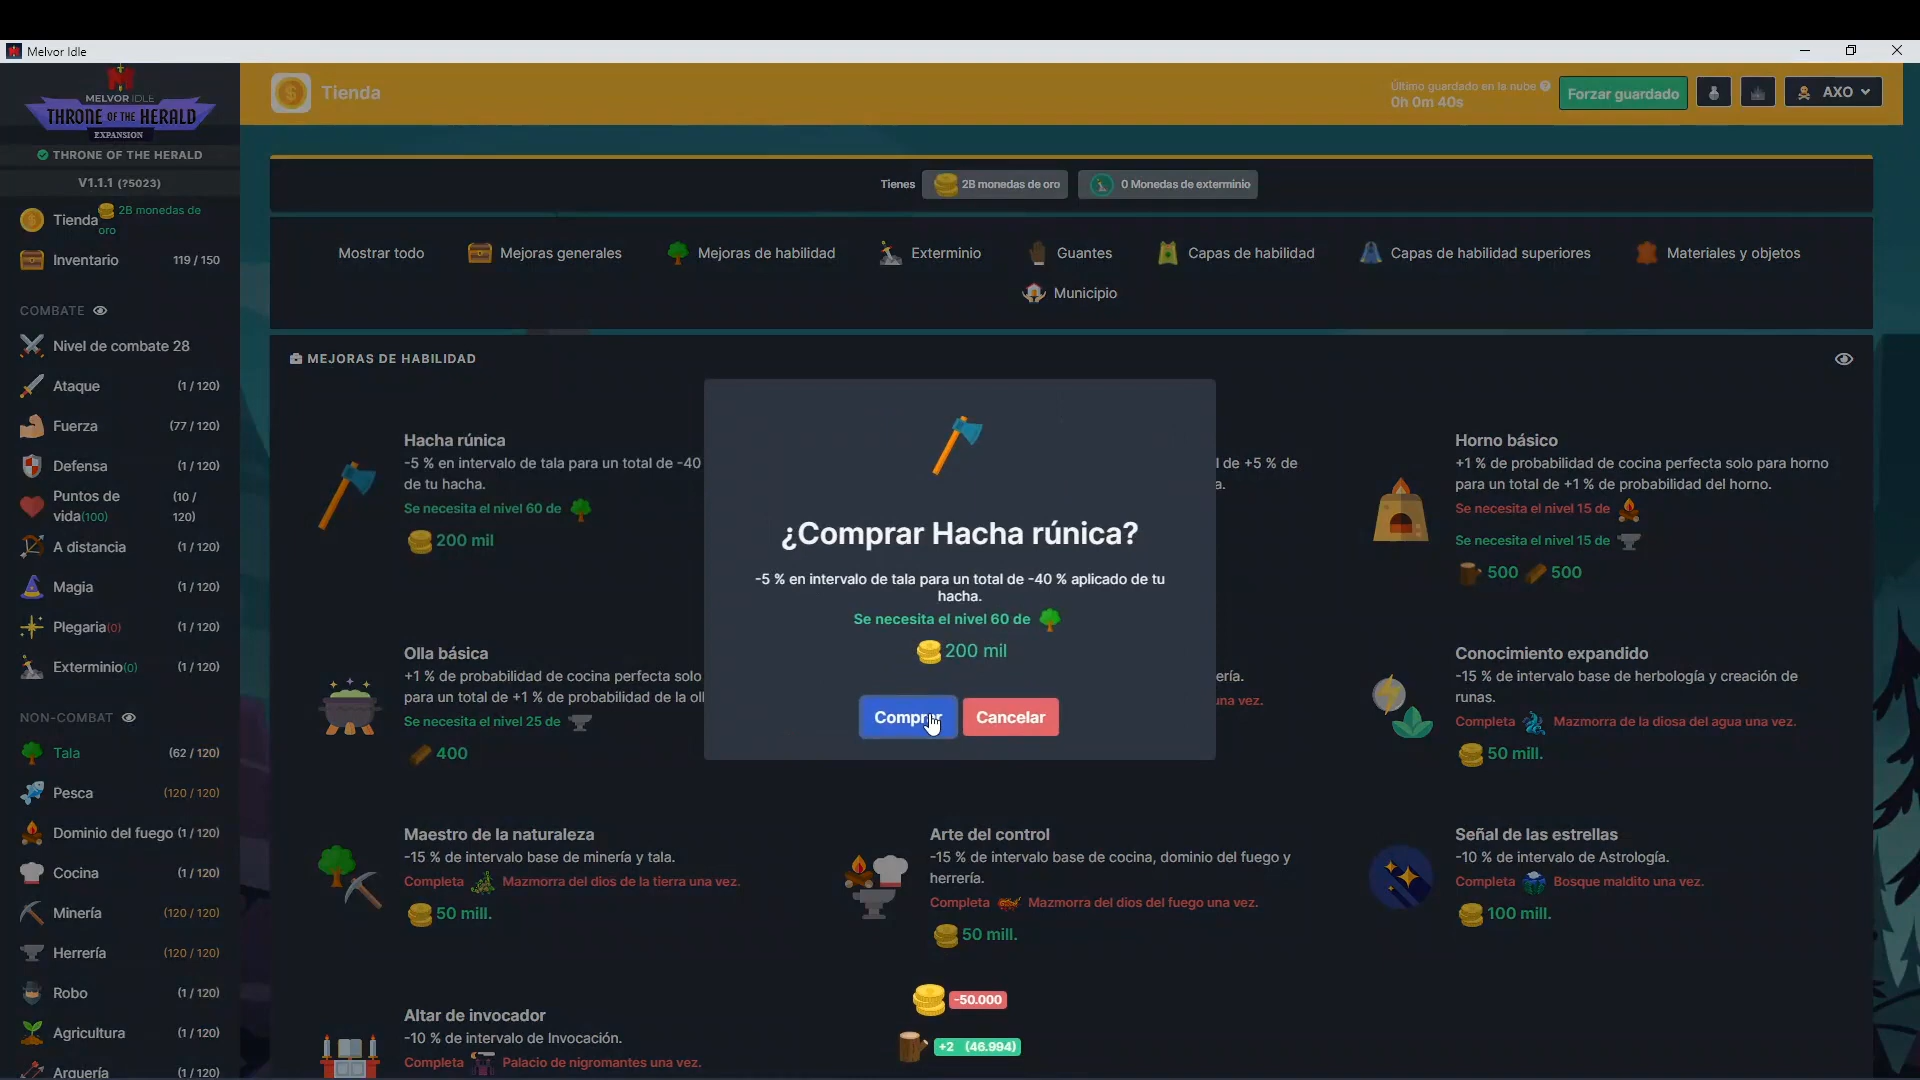 Melvor Idle
MELVOR IDLE
THRONE OF THE HERALD
EXPANSION
THRONE OF THE HERALD
V1.1.1 (?5023)
Tienda
2B monedas de
oro
Inventario 119 / 150
COMBATE
Nivel de combate 28
Ataque (1 / 120)
Fuerza (77 / 120)
Defensa (1 / 120)
Puntos de (10 /
vida(100) 120)
A distancia (1 / 120)
Magia (1 / 120)
Plegaria(0) (1 / 120)
Exterminio(0) (1 / 120)
NON-COMBAT
Tala (62 / 120)
Pesca (120 / 120)
Dominio del fuego (1 / 120)
Cocina (1 / 120)
Minería (120 / 120)
Herrería (120 / 120)
Robo (1 / 120)
Agricultura (1 / 120)
Arquería (1 / 120)
Tienda
Último guardado en la nube
0h 0m 40s
Forzar guardado
AXO
Tienes 2B monedas de oro 0 Monedas de exterminio
Mostrar todo Mejoras generales Mejoras de habilidad Exterminio Guantes Capas de habilidad Capas de habilidad superiores Materiales y objetos
Municipio
MEJORAS DE HABILIDAD
Hacha rúnica
-5 % en intervalo de tala para un total de -40
de tu hacha.
Se necesita el nivel 60 de
200 mil
l de +5 % de
a.
Horno básico
+1 % de probabilidad de cocina perfecta solo para horno
para un total de +1 % de probabilidad del horno.
Se necesita el nivel 15 de
Se necesita el nivel 15 de
500 500
¿Comprar Hacha rúnica?
-5 % en intervalo de tala para un total de -40 % aplicado de tu
hacha.
Se necesita el nivel 60 de
200 mil
Comprar Cancelar
Olla básica
+1 % de probabilidad de cocina perfecta solo
para un total de +1 % de probabilidad de la oll
Se necesita el nivel 25 de
400
ería.
una vez.
Conocimiento expandido
-15 % de intervalo base de herbología y creación de
runas.
Completa Mazmorra de la diosa del agua una vez.
50 mill.
Maestro de la naturaleza
-15 % de intervalo base de minería y tala.
Completa Mazmorra del dios de la tierra una vez.
50 mill.
Arte del control
-15 % de intervalo base de cocina, dominio del fuego y
herrería.
Completa Mazmorra del dios del fuego una vez.
50 mill.
Señal de las estrellas
-10 % de intervalo de Astrología.
Completa Bosque maldito una vez.
100 mill.
Altar de invocador
-10 % de intervalo de Invocación.
Completa Palacio de nigromantes una vez.
-50.000
+2 (46.994)